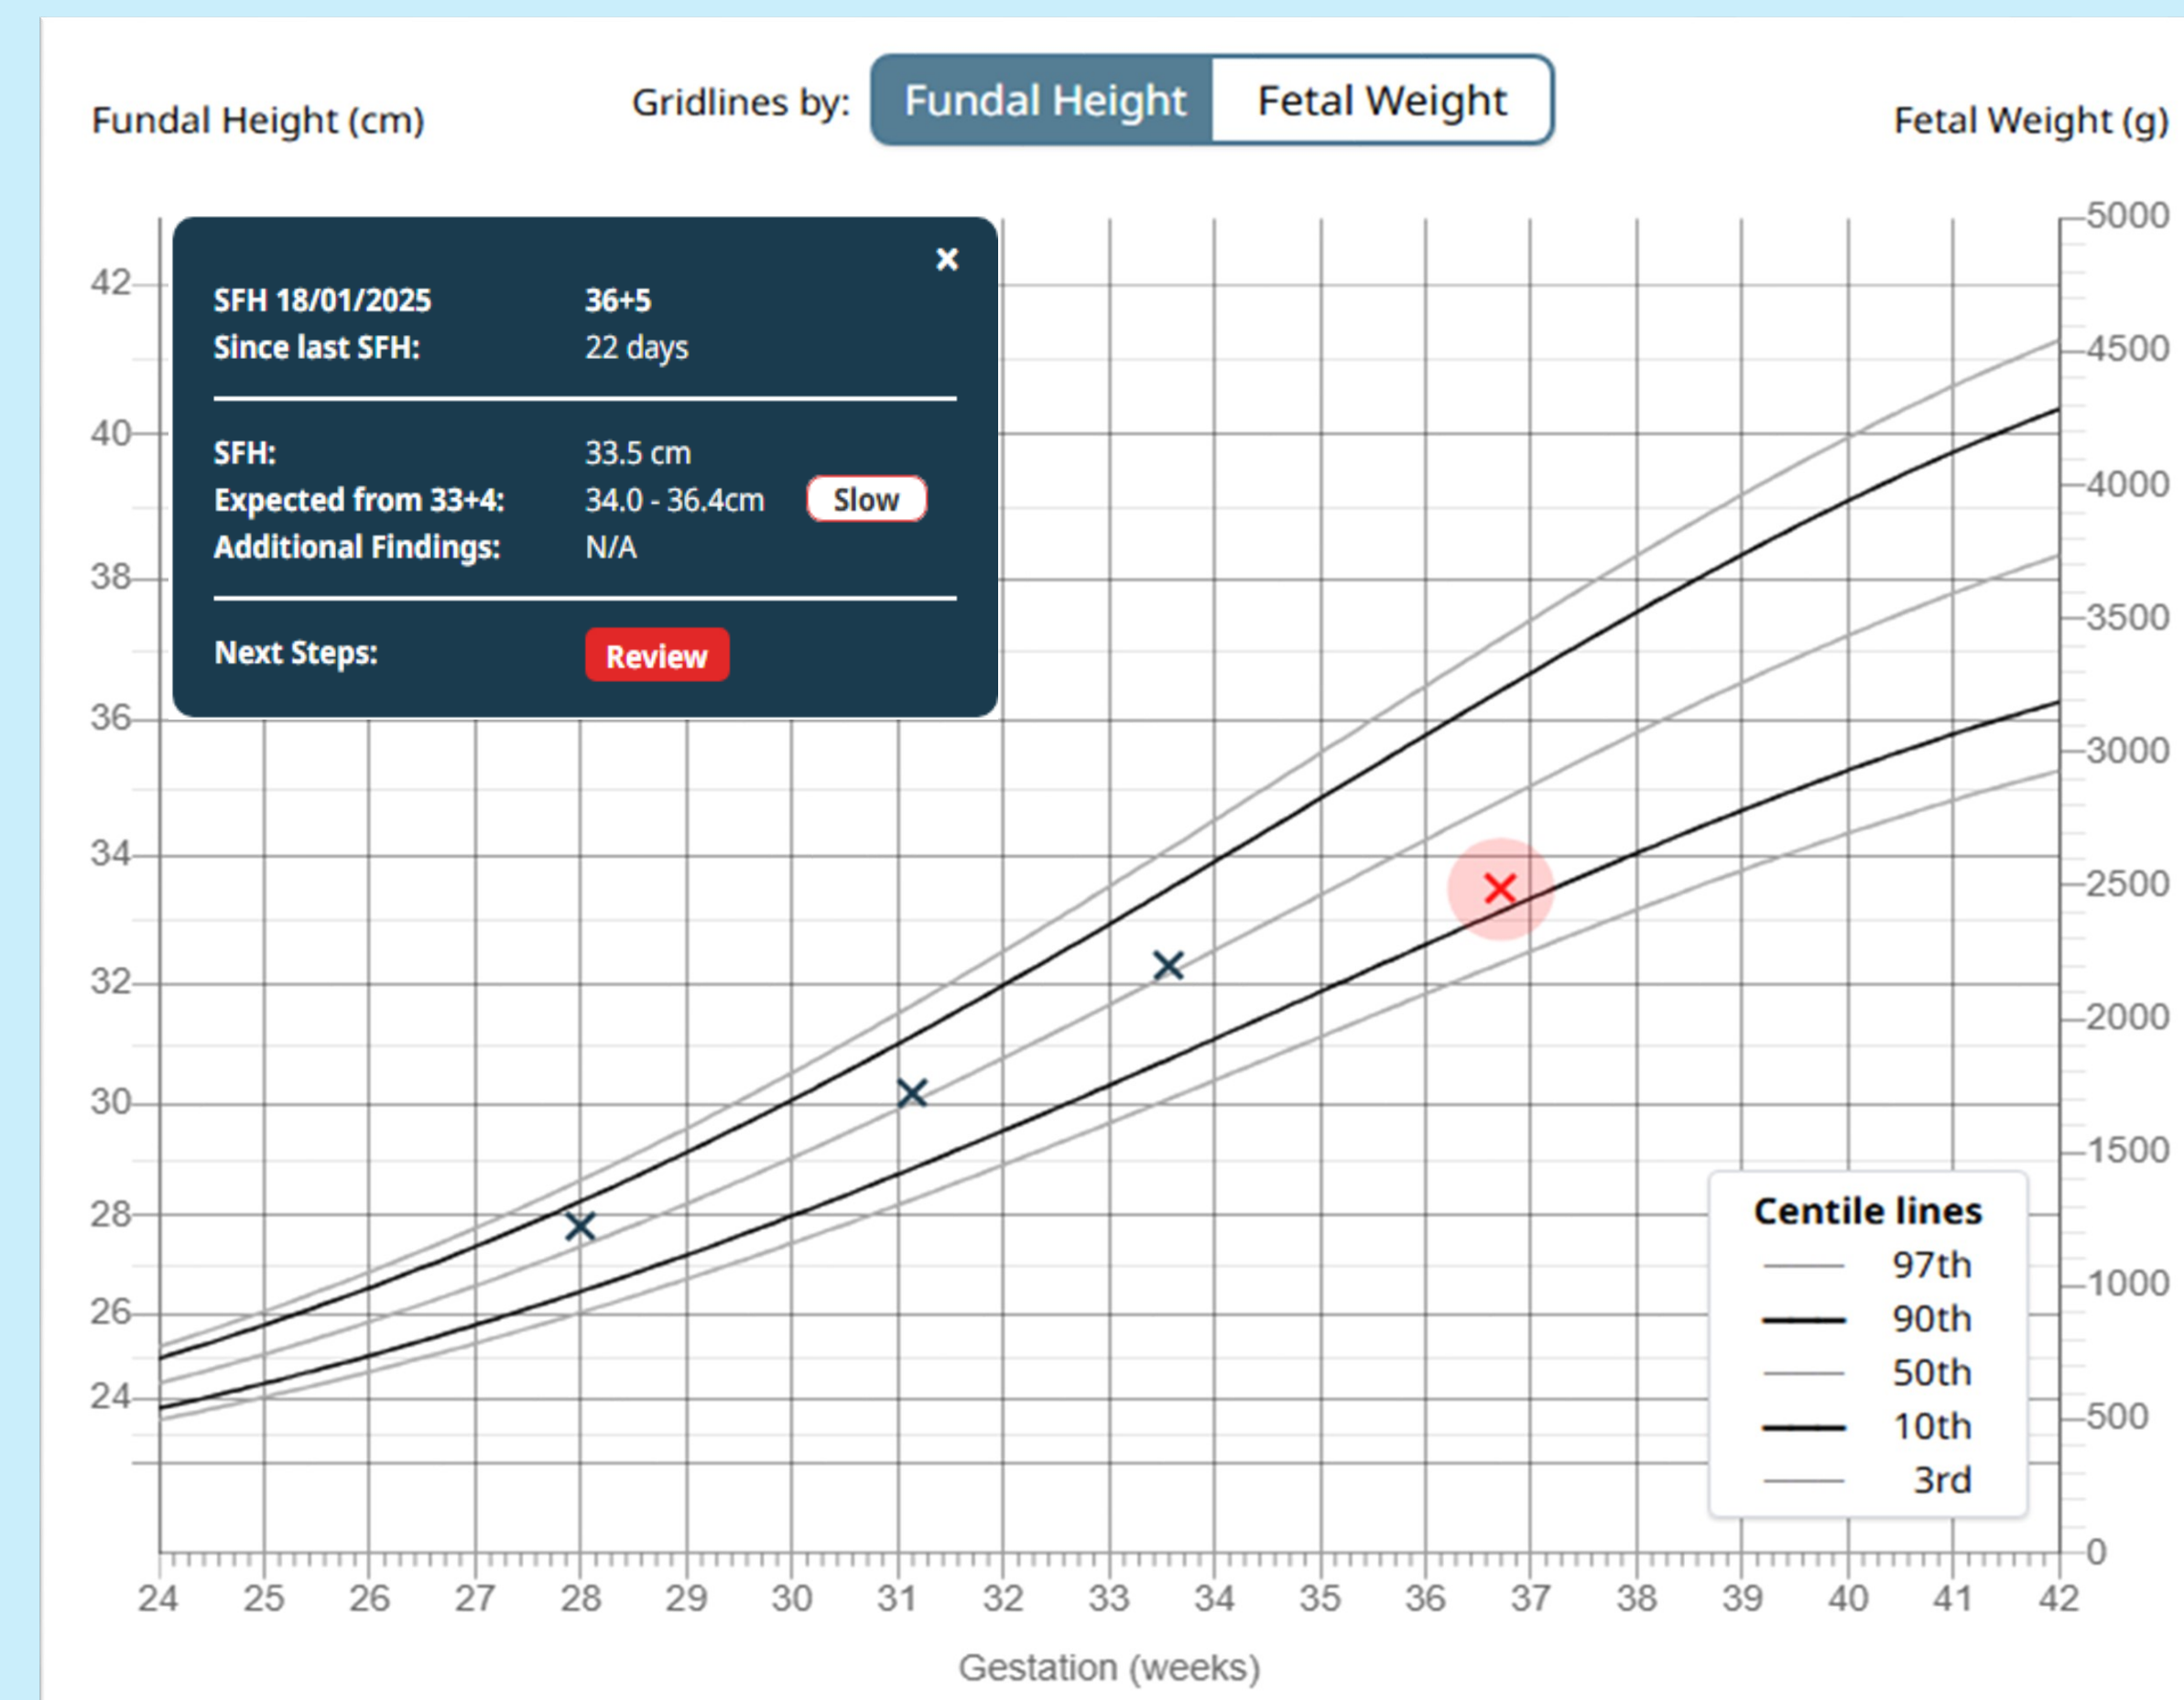 Fundal Height (cm)
Gridlines by:
Fundal Height
Fetal Weight
Fetal Weight (g)
SFH 18/01/2025 36+5
Since last SFH: 22 days
SFH: 33.5 cm
Expected from 33+4: 34.0 - 36.4cm Slow
Additional Findings: N/A
Next Steps: Review
42
40
38
36
34
32
30
28
26
24
5000
4500
4000
3500
3000
2500
2000
1500
1000
500
0
Centile lines
97th
90th
50th
10th
3rd
24 25 26 27 28 29 30 31 32 33 34 35 36 37 38 39 40 41 42
Gestation (weeks)